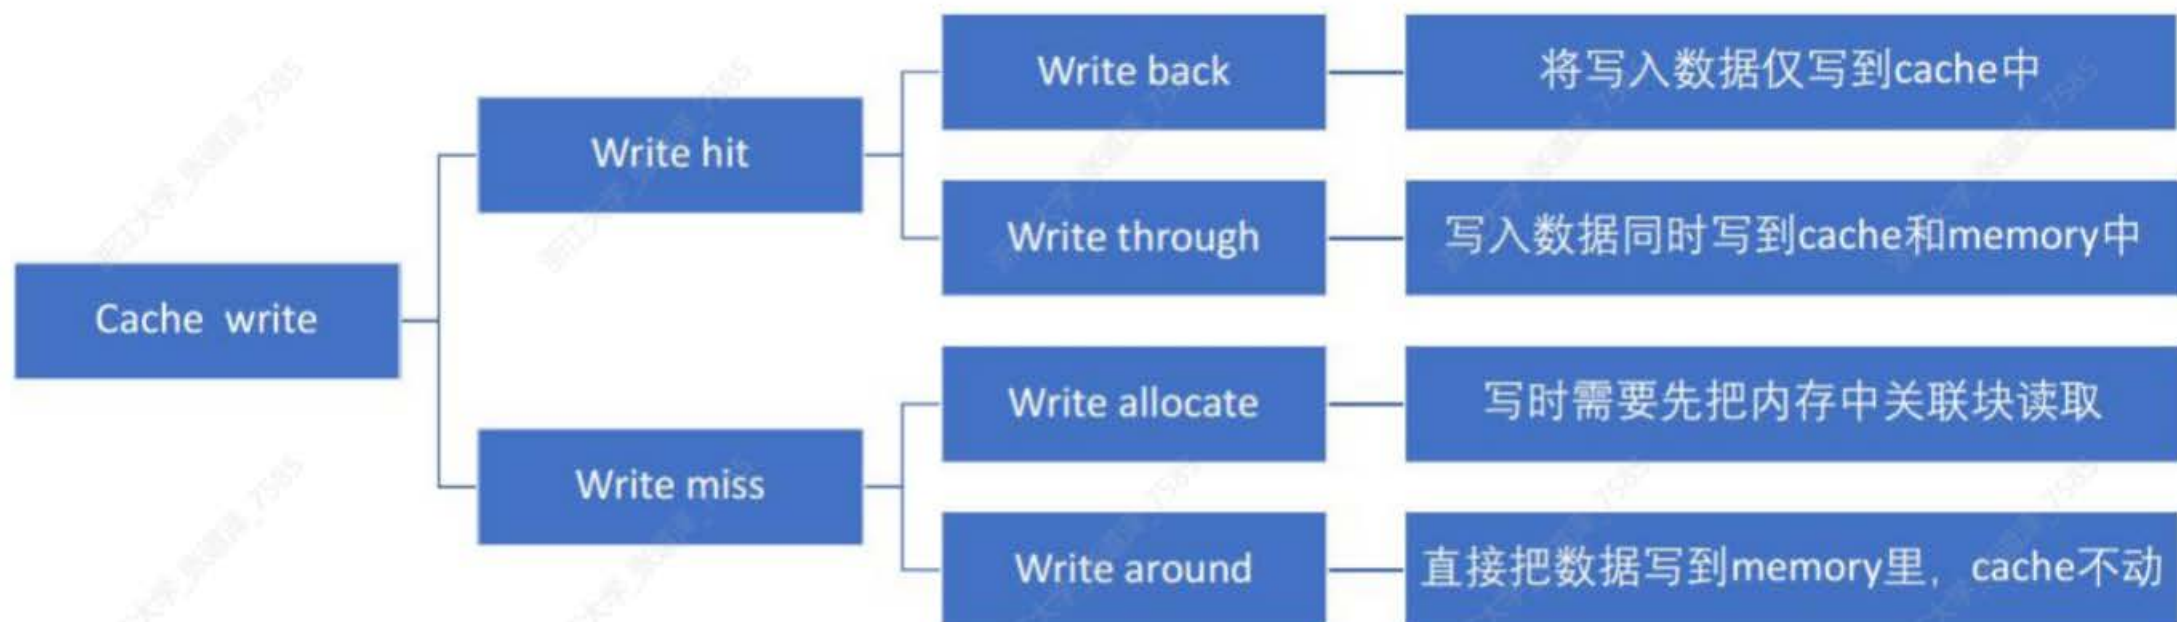 Cache write
Write hit
Write back
将写入数据仅写到cache中
Write through
写入数据同时写到cache和memory中
Write miss
Write allocate
写时需要先把内存中关联块读取
Write around
直接把数据写到memory里，cache不动